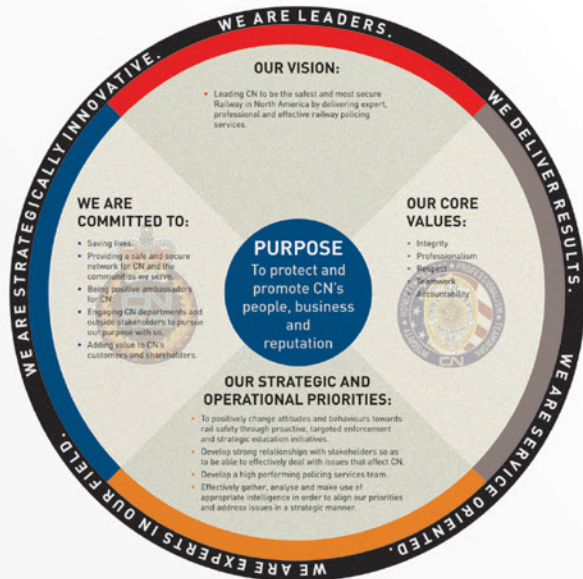 WE ARE LEADERS.
WE DELIVER RESULTS.
WE ARE SERVICE ORIENTED.
WE ARE EXPERTS IN OUR FIELD.
WE ARE STRATEGICALLY INNOVATIVE.
OUR VISION:
• Leading CN to be the safest and most secure
Railway in North America by delivering expert,
professional and effective railway policing
services.
WE ARE
COMMITTED TO:
• Saving lives.
• Providing a safe and secure
network for CN and the
communities we serve.
• Being positive ambassadors
for CN.
• Engaging CN departments and
outside stakeholders to pursue
our purpose with us.
• Adding value to CN's
customers and shareholders.
CN
PURPOSE
To protect and
promote CN's
people, business
and
reputation
OUR CORE
VALUES:
• Integrity
• Professionalism
• Respect
• Teamwork
• Accountability
PROFESSIONALISM
TEAMWORK
INTEGRITY
CN
OUR STRATEGIC AND
OPERATIONAL PRIORITIES:
• To positively change attitudes and behaviours towards
rail safety through proactive, targeted enforcement
and strategic education initiatives.
• Develop strong relationships with stakeholders so as
to be able to effectively deal with issues that affect CN.
• Develop a high performing policing services team.
• Effectively gather, analyse and make use of
appropriate intelligence in order to align our priorities
and address issues in a strategic manner.